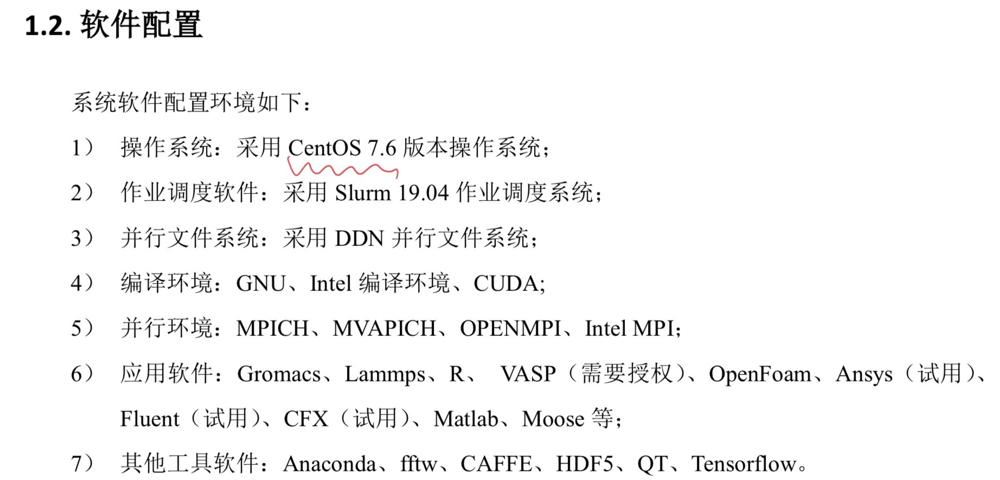 1.2. 软件配置
系统软件配置环境如下：
1） 操作系统：采用 CentOS 7.6 版本操作系统；
2） 作业调度软件：采用 Slurm 19.04 作业调度系统；
3） 并行文件系统：采用 DDN 并行文件系统；
4） 编译环境：GNU、Intel 编译环境、CUDA;
5） 并行环境：MPICH、MVAPICH、OPENMPI、Intel MPI；
6） 应用软件：Gromacs、Lammps、R、 VASP（需要授权）、OpenFoam、Ansys（试用）、
Fluent（试用）、CFX（试用）、Matlab、Moose 等；
7） 其他工具软件：Anaconda、fftw、CAFFE、HDF5、QT、Tensorflow。